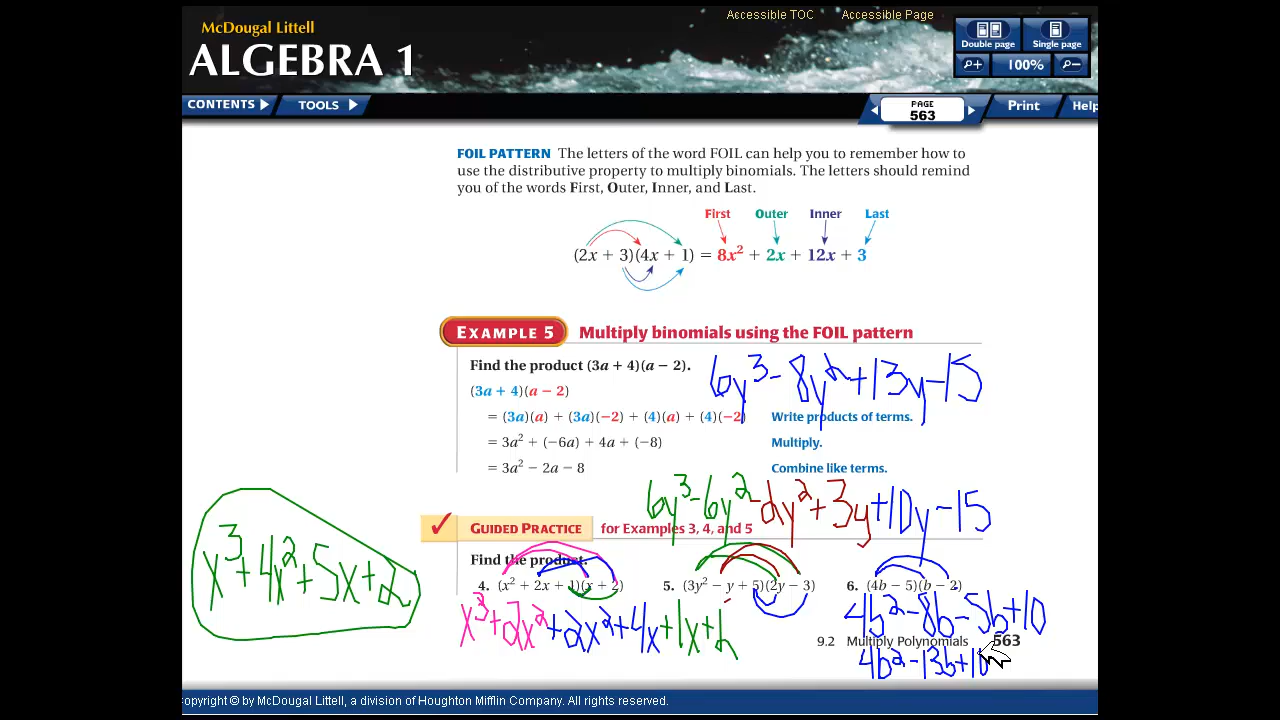 Accessible TOC Accessible Page
McDougal Littell
ALGEBRA 1
Double page Single page
100%
CONTENTS TOOLS
PAGE
563
Print Help
FOIL PATTERN The letters of the word FOIL can help you to remember how to
use the distributive property to multiply binomials. The letters should remind
you of the words First, Outer, Inner, and Last.
First Outer Inner Last
(2x + 3)(4x + 1) = 8x² + 2x + 12x + 3
EXAMPLE 5 Multiply binomials using the FOIL pattern
Find the product (3a + 4)(a − 2).
6y³ - 8y² + 13y - 15
(3a + 4)(a − 2)
= (3a)(a) + (3a)(−2) + (4)(a) + (4)(−2) Write products of terms.
= 3a² + (−6a) + 4a + (−8) Multiply.
= 3a² − 2a − 8 Combine like terms.
6y³ - 6y² - 2y² + 3y + 10y - 15
GUIDED PRACTICE for Examples 3, 4, and 5
x³ + 4x² + 5x + 2
Find the product.
4. (x² + 2x + 1)(x + 2) 5. (3y² − y + 5)(2y − 3) 6. (4b − 5)(b − 2)
x³ + 2x² + 2x² + 4x + 1x + 2
4b² - 8b - 5b + 10
9.2 Multiply Polynomials 563
4b² - 13b + 10
opyright © by McDougal Littell, a division of Houghton Mifflin Company. All rights reserved.